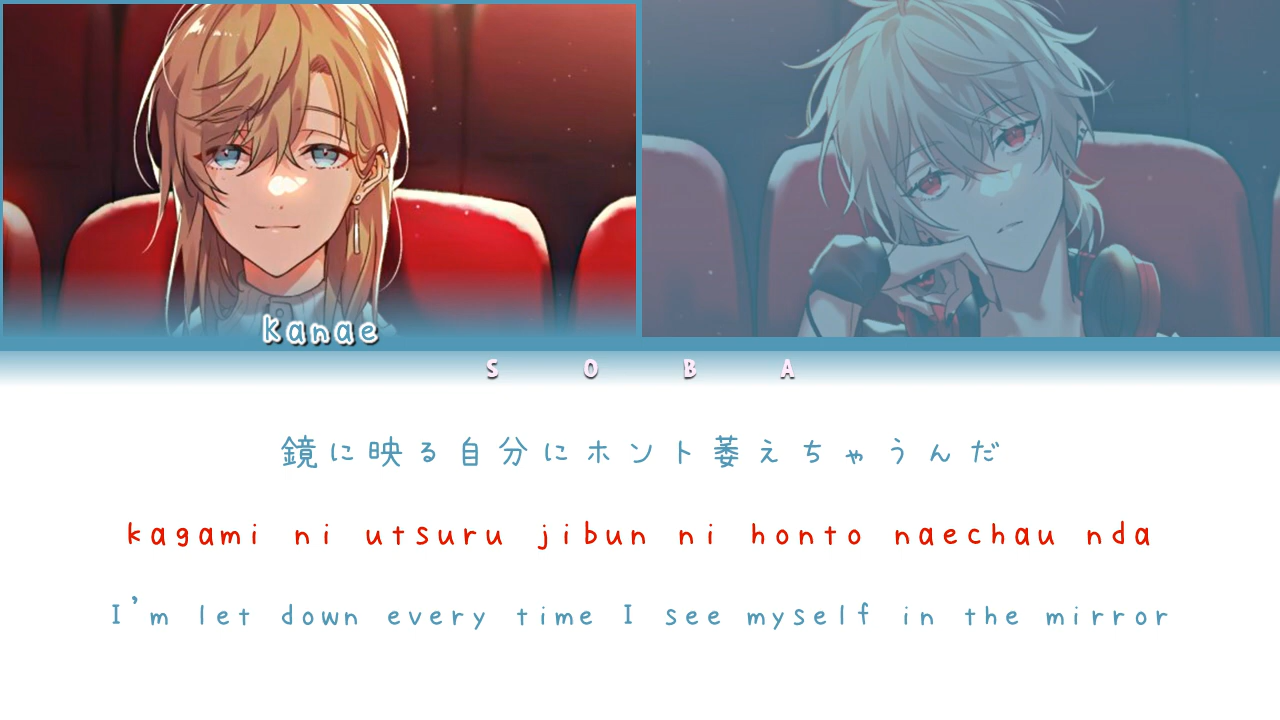 Kanae
S O B A
鏡に映る自分にホント萎えちゃうんだ
kagami ni utsuru jibun ni honto naechau nda
I'm let down every time I see myself in the mirror